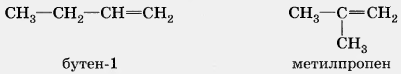 CH₃—CH₂—CH=CH₂
бутен-1
CH₃—C=CH₂
CH₃
метилпропен